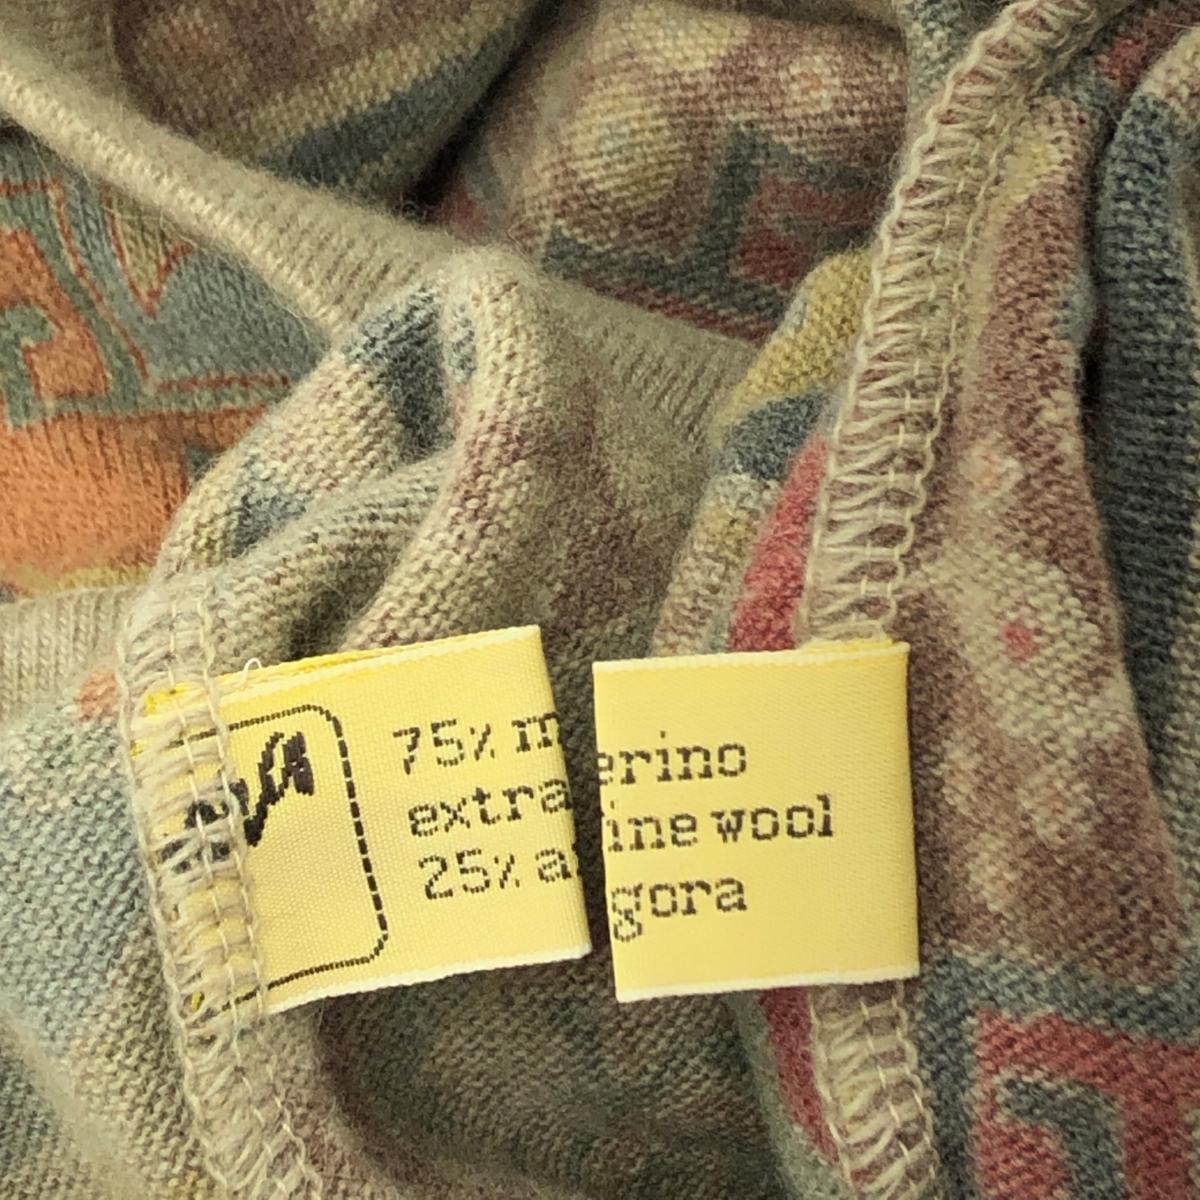 75% m
extra
25% a
erino
ine wool
gora